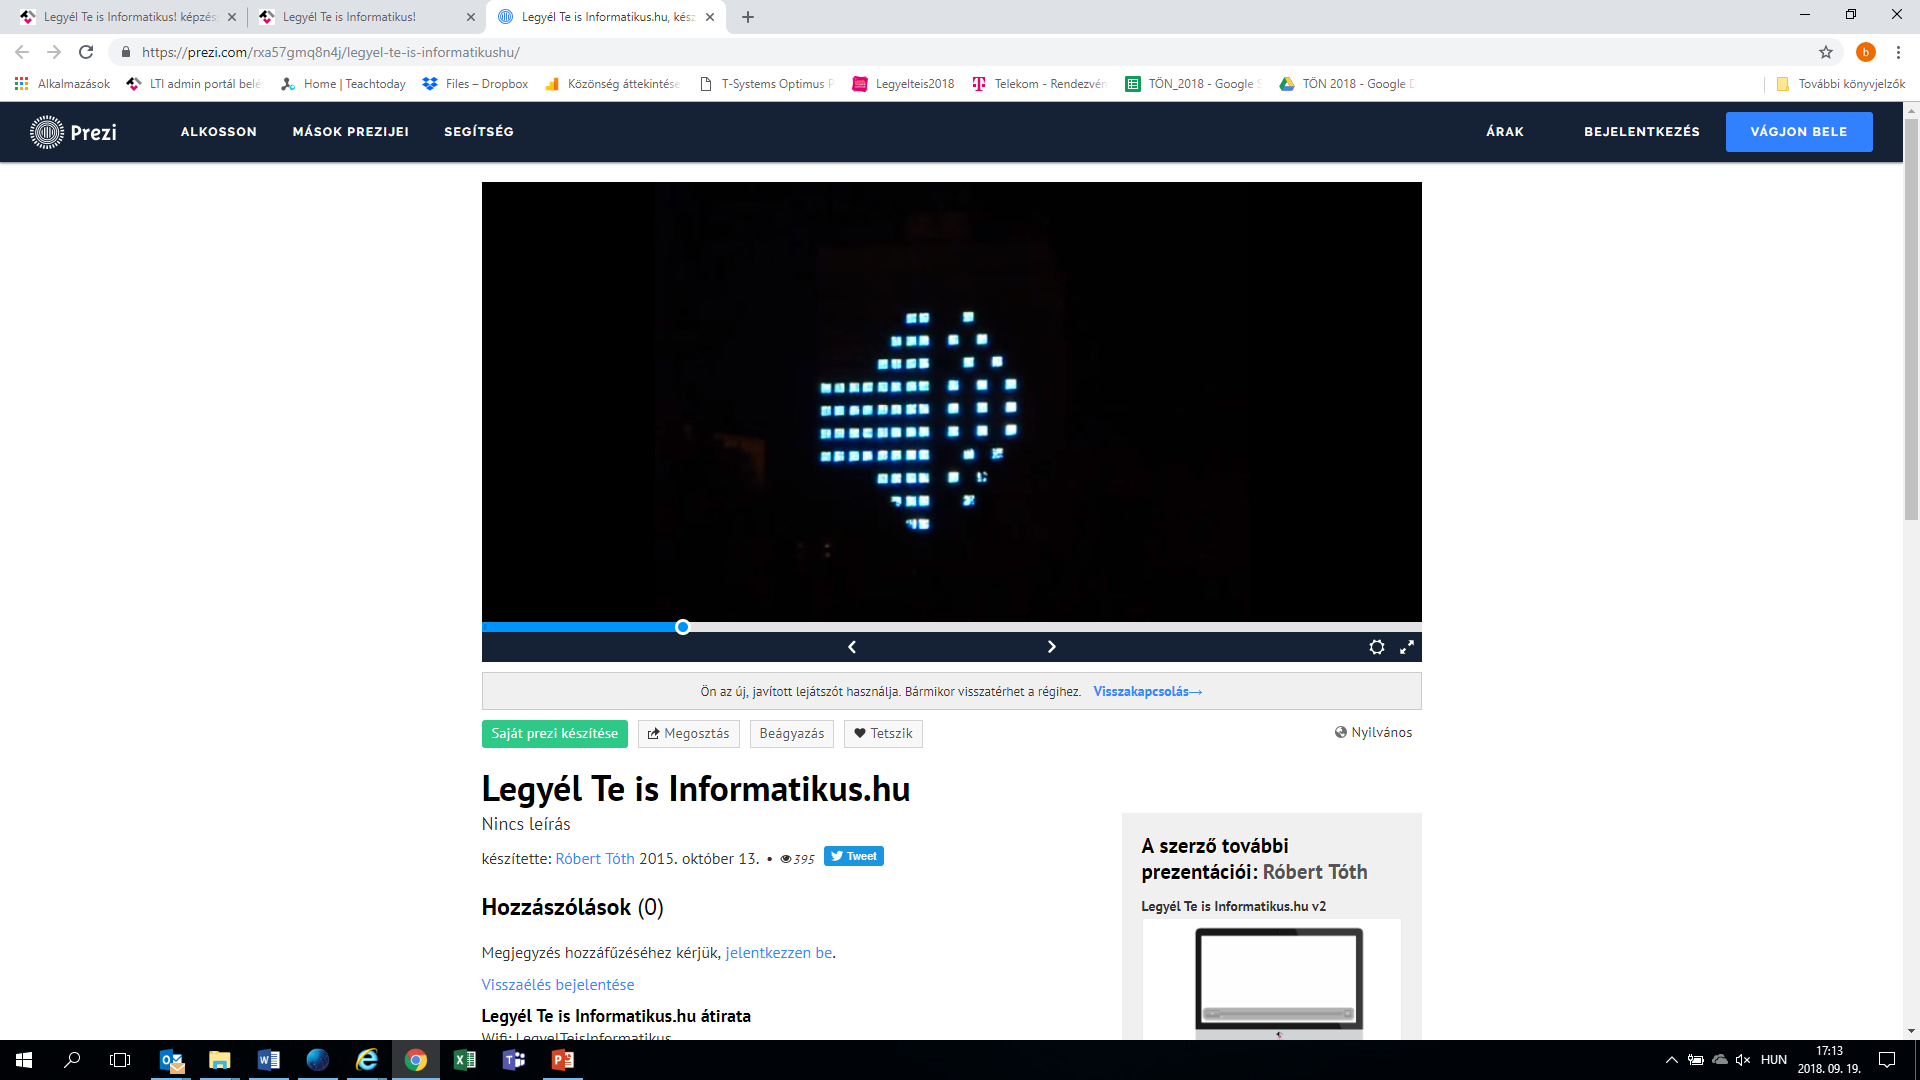 Legyél Te is Informatikus! képzés
Legyél Te is Informatikus!
Legyél Te is Informatikus.hu, kész
https://prezi.com/rxa57gmq8n4j/legyel-te-is-informatikushu/
b
Alkalmazások
LTI admin portál belé
Home | Teachtoday
Files – Dropbox
Közönség áttekintése
T-Systems Optimus P
Legyelteis2018
Telekom - Rendezvén
TÖN_2018 - Google S
TÖN 2018 - Google D
További könyvjelzők
Prezi
ALKOSSON
MÁSOK PREZIJEI
SEGÍTSÉG
ÁRAK
BEJELENTKEZÉS
VÁGJON BELE
Ön az új, javított lejátszót használja. Bármikor visszatérhet a régihez. Visszakapcsolás→
Saját prezi készítése
Megosztás
Beágyazás
Tetszik
Nyilvános
Legyél Te is Informatikus.hu
Nincs leírás
készítette: Róbert Tóth 2015. október 13. • 395 Tweet
Hozzászólások (0)
Megjegyzés hozzáfűzéséhez kérjük, jelentkezzen be.
Visszaélés bejelentése
Legyél Te is Informatikus.hu átirata
Wifi: LegyelTeisInformatikus
A szerző további
prezentációi: Róbert Tóth
Legyél Te is Informatikus.hu v2
HUN
17:13
2018. 09. 19.